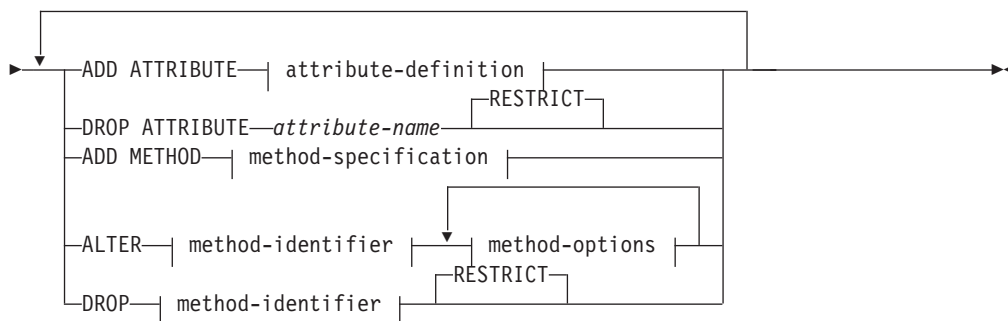 ADD ATTRIBUTE attribute-definition
RESTRICT
DROP ATTRIBUTE attribute-name
ADD METHOD method-specification
ALTER method-identifier method-options
RESTRICT
DROP method-identifier